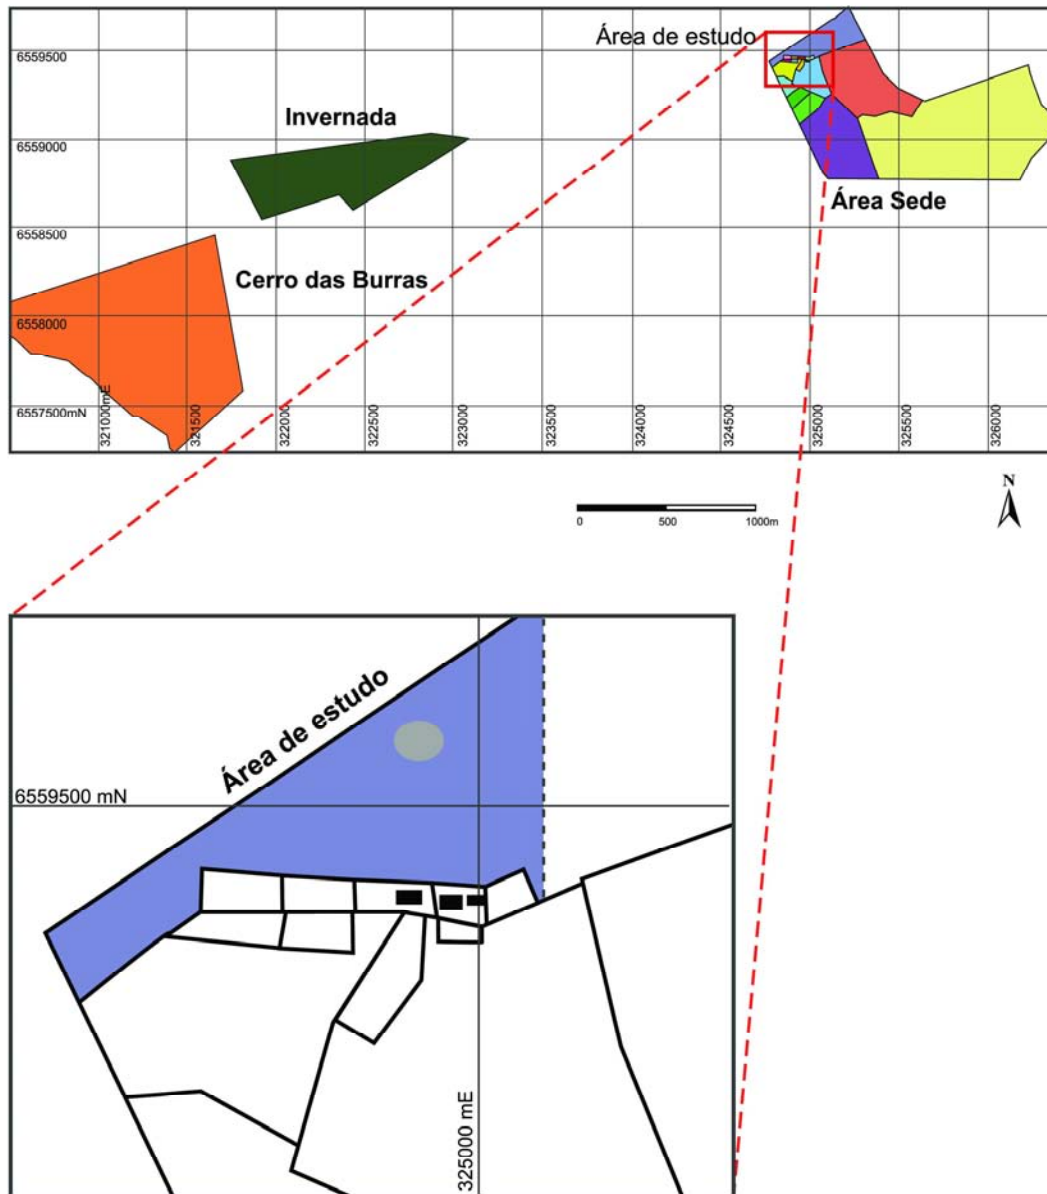 Área de estudo
6559500
Invernada
6559000
Área Sede
6558500
Cerro das Burras
6558000
6557500mN
321000mE
321500
322000
322500
323000
323500
324000
324500
325000
325500
326000
N
0 500 1000m
Área de estudo
6559500 mN
325000 mE